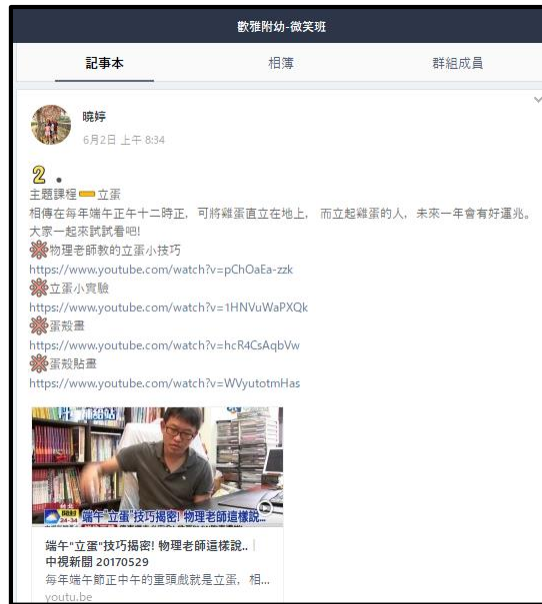 歡雅附幼-微笑班
記事本 相簿 群組成員
曉婷
6月2日 上午 8:34
2.
主題課程➖立蛋
相傳在每年端午正午十二時正, 可將雞蛋直立在地上, 而立起雞蛋的人, 未來一年會有好運兆。
大家一起來試試看吧!
物理老師教的立蛋小技巧
https://www.youtube.com/watch?v=pChOaEa-zzk
立蛋小實驗
https://www.youtube.com/watch?v=1HNVuWaPXQk
蛋殼畫
https://www.youtube.com/watch?v=hcR4CsAqbVw
蛋殼貼畫
https://www.youtube.com/watch?v=WVyutotmHas
24-34
端午"立蛋"技巧揭密! 物理老師這樣說...
端午"立蛋"技巧揭密! 物理老師這樣說..│
中視新聞 20170529
每年端午節正中午的重頭戲就是立蛋, 相...
youtu.be